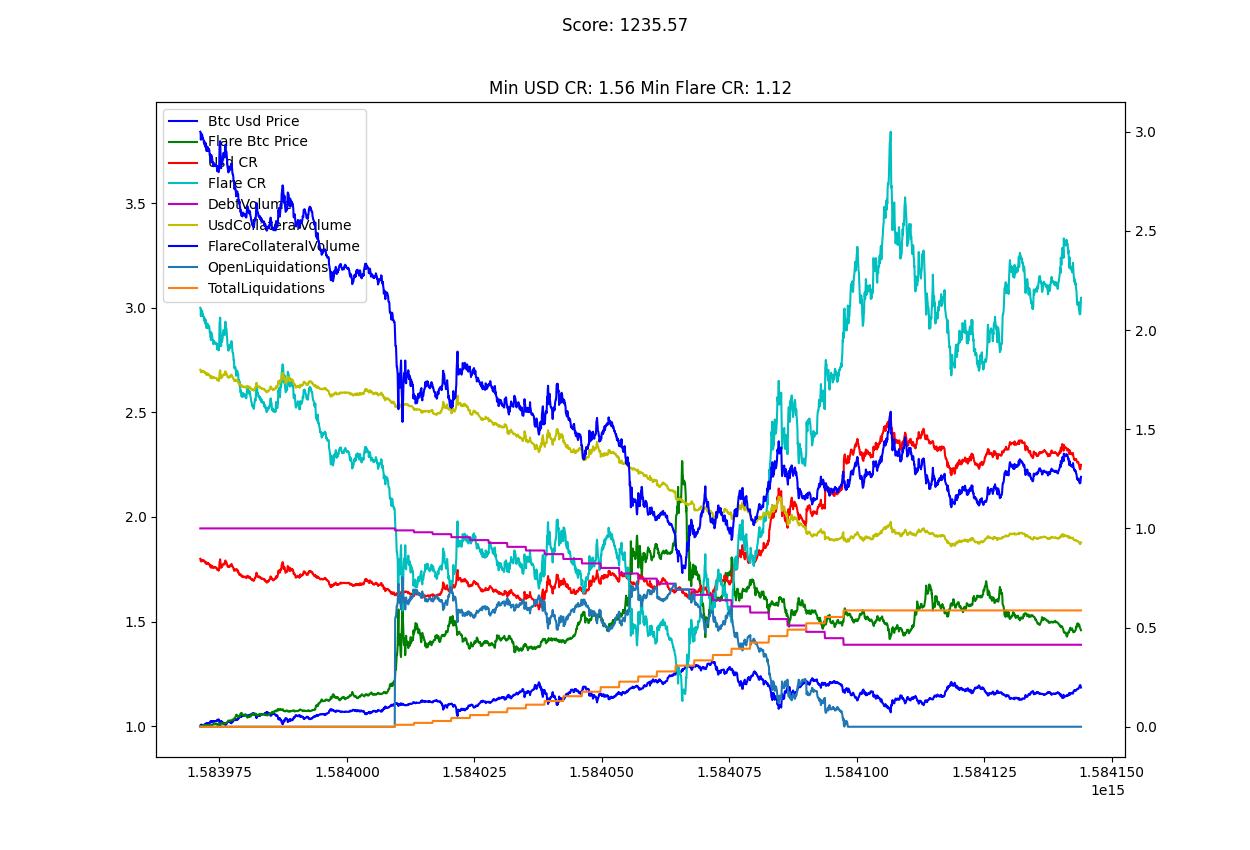 Score: 1235.57
Min USD CR: 1.56 Min Flare CR: 1.12
Btc Usd Price
Flare Btc Price
Usd CR
Flare CR
DebtVolume
UsdCollateralVolume
FlareCollateralVolume
OpenLiquidations
TotalLiquidations
3.5
3.0
2.5
2.0
1.5
1.0
3.0
2.5
2.0
1.5
1.0
0.5
0.0
1.583975 1.584000 1.584025 1.584050 1.584075 1.584100 1.584125 1.584150
1e15